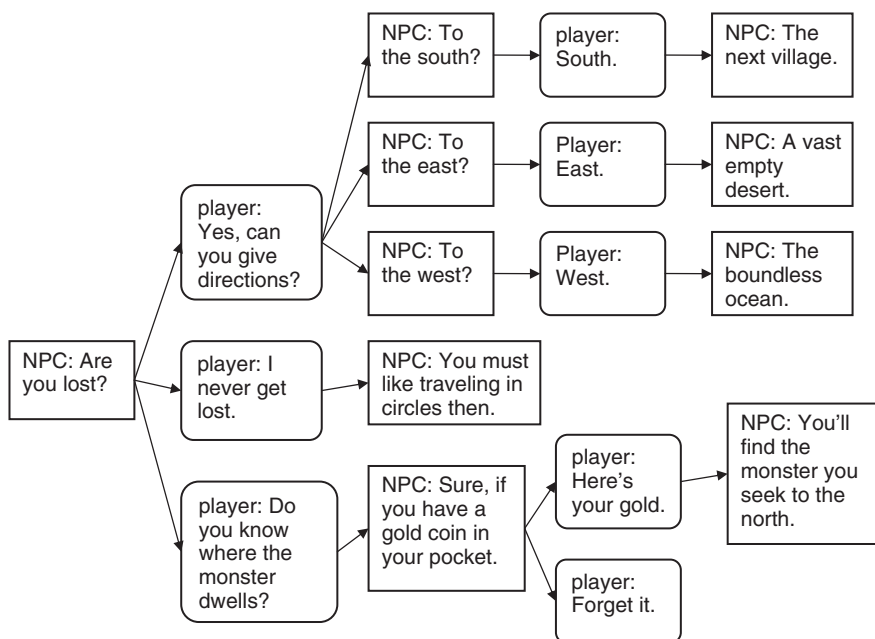 NPC: To
the south?
player:
South.
NPC: The
next village.
NPC: To
the east?
Player:
East.
NPC: A vast
empty
desert.
player:
Yes, can
you give
directions?
NPC: To
the west?
Player:
West.
NPC: The
boundless
ocean.
NPC: Are
you lost?
player: I
never get
lost.
NPC: You must
like traveling in
circles then.
player: Do
you know
where the
monster
dwells?
NPC: Sure, if
you have a
gold coin in
your pocket.
player:
Here's
your gold.
NPC: You'll
find the
monster you
seek to the
north.
player:
Forget it.